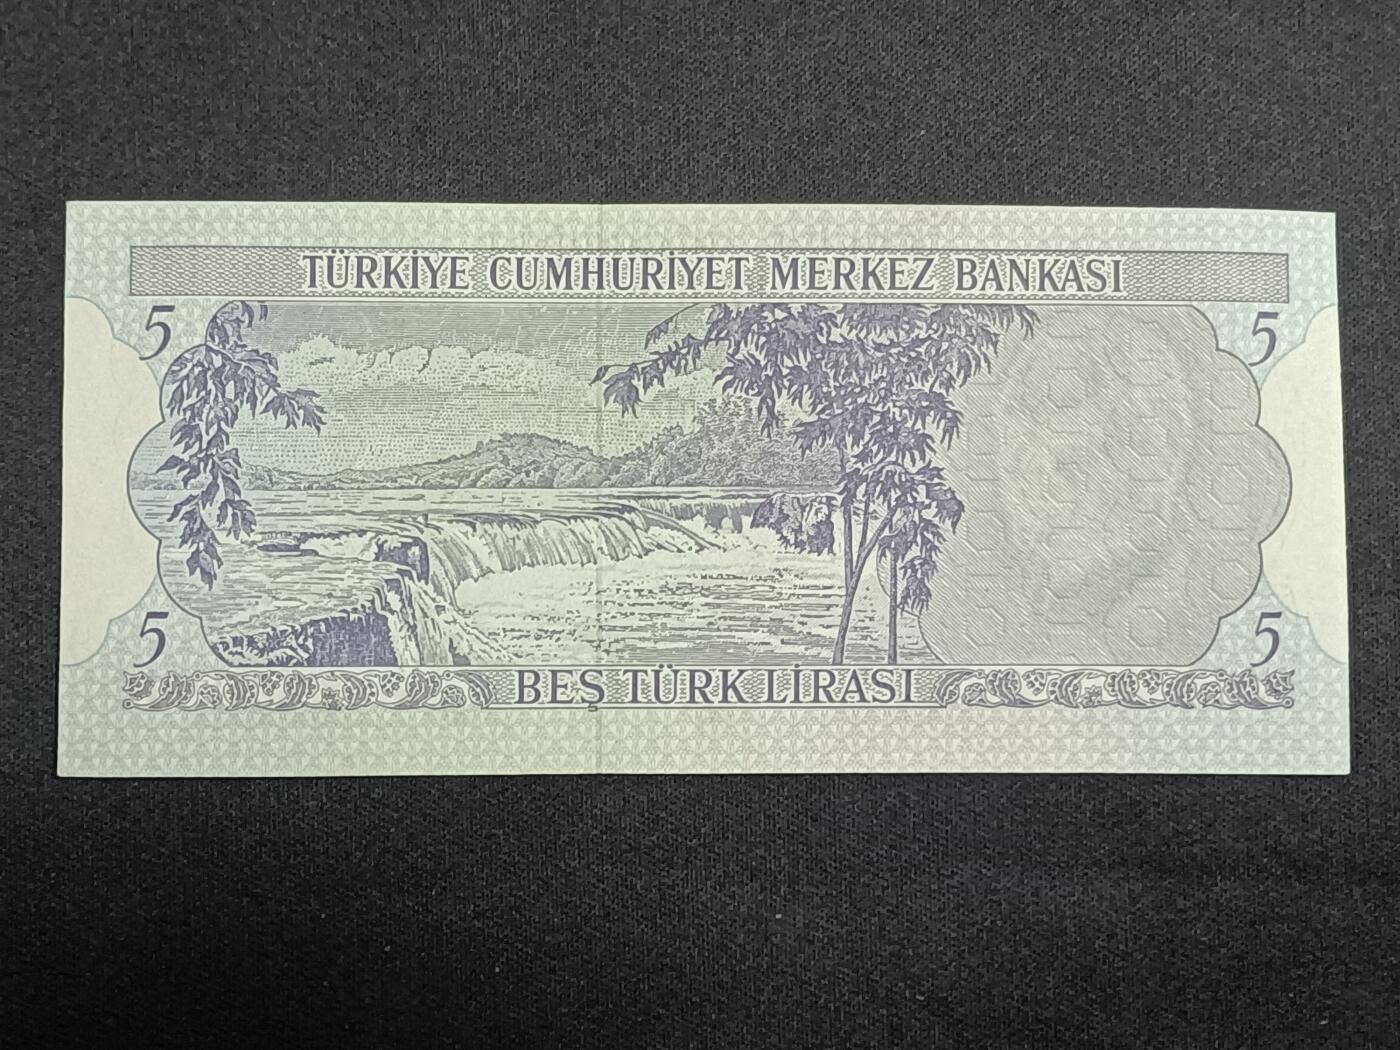 TÜRKİYE CUMHURİYET MERKEZ BANKASI
5 5
5 5
BEŞ TÜRK LİRASI